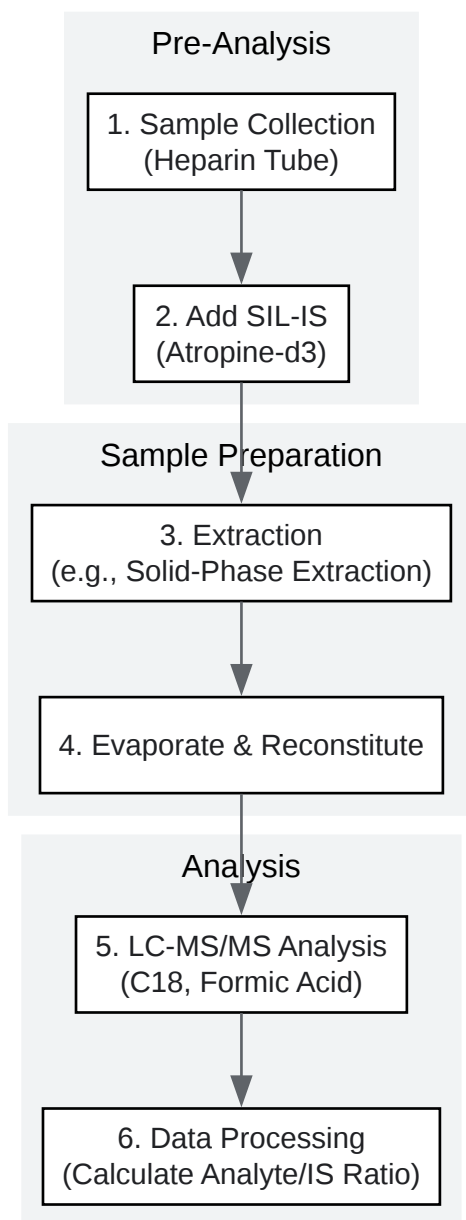 Pre-Analysis
1. Sample Collection
(Heparin Tube)
2. Add SIL-IS
(Atropine-d3)
Sample Preparation
3. Extraction
(e.g., Solid-Phase Extraction)
4. Evaporate & Reconstitute
Analysis
5. LC-MS/MS Analysis
(C18, Formic Acid)
6. Data Processing
(Calculate Analyte/IS Ratio)